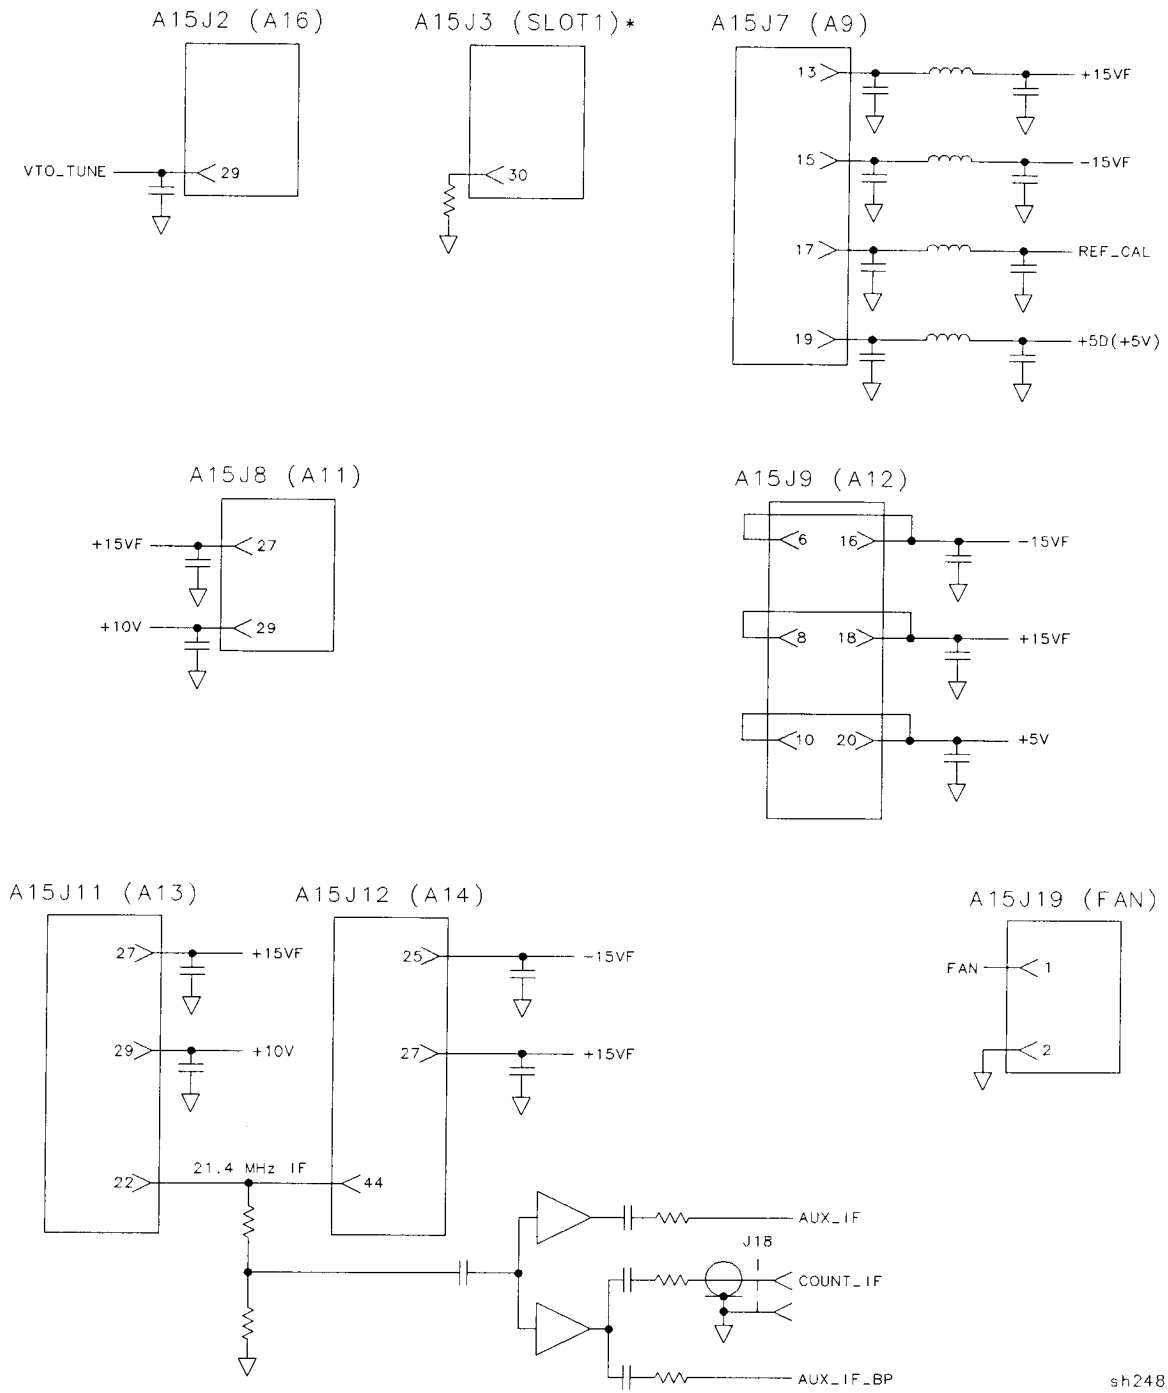 A15J2 (A16)
VTO_TUNE
29
A15J3 (SLOT1)*
30
A15J7 (A9)
13
+15VF
15
-15VF
17
REF_CAL
19
+5D(+5V)
A15J8 (A11)
+15VF
27
+10V
29
A15J9 (A12)
6 16
-15VF
8 18
+15VF
10 20
+5V
A15J11 (A13)
27
+15VF
29
+10V
22
21.4 MHz IF
A15J12 (A14)
25
-15VF
27
+15VF
44
A15J19 (FAN)
FAN
1
2
AUX_IF
J18
COUNT_IF
AUX_IF_BP
sh248